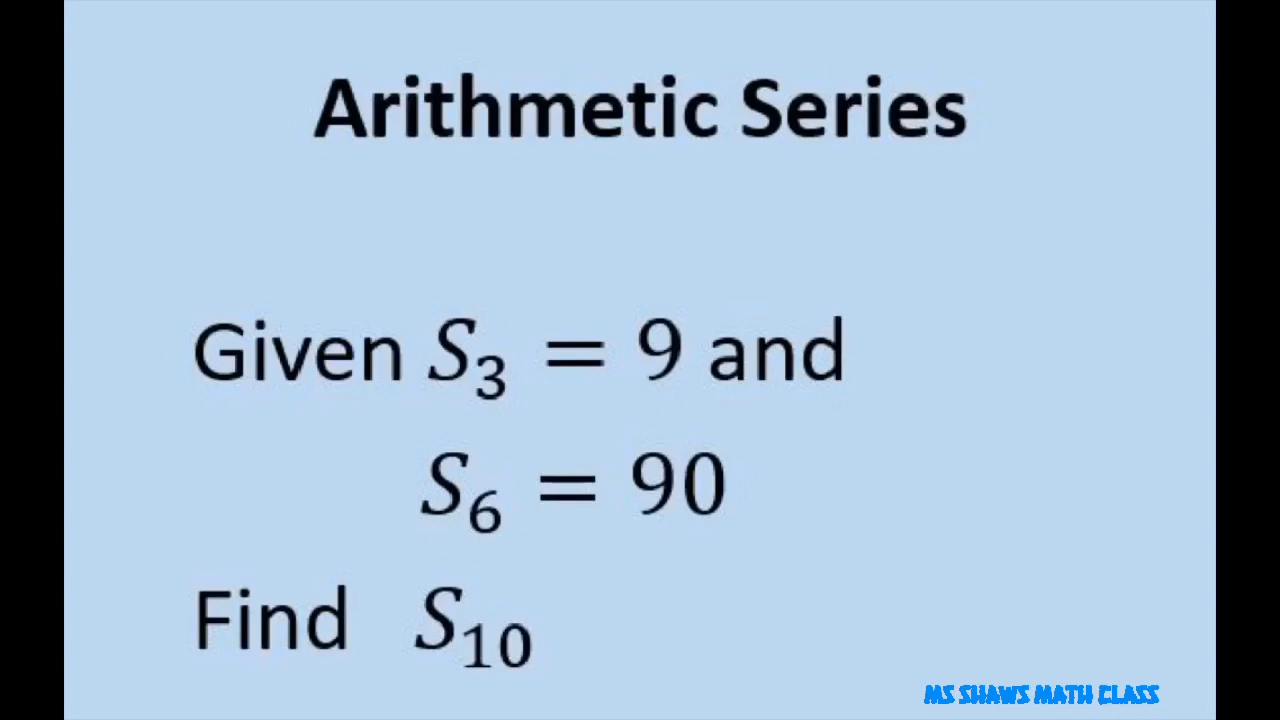 Arithmetic Series
Given S₃ = 9 and
S₆ = 90
Find S₁₀
MS SHAWS MATH CLASS